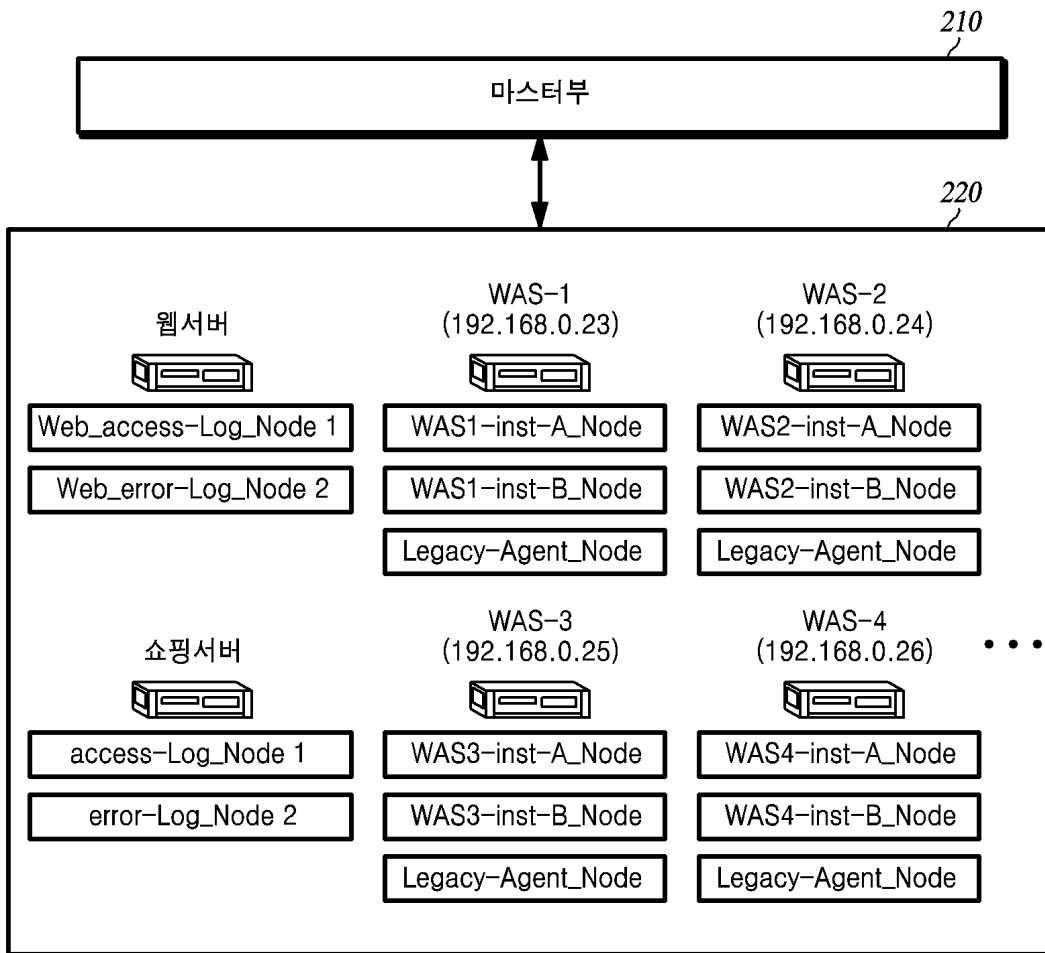 210
마스터부
220
웹서버
WAS-1
(192.168.0.23)
WAS-2
(192.168.0.24)
Web_access-Log_Node 1
WAS1-inst-A_Node
WAS2-inst-A_Node
Web_error-Log_Node 2
WAS1-inst-B_Node
WAS2-inst-B_Node
Legacy-Agent_Node
Legacy-Agent_Node
쇼핑서버
WAS-3
(192.168.0.25)
WAS-4
(192.168.0.26)
• • •
access-Log_Node 1
WAS3-inst-A_Node
WAS4-inst-A_Node
error-Log_Node 2
WAS3-inst-B_Node
WAS4-inst-B_Node
Legacy-Agent_Node
Legacy-Agent_Node